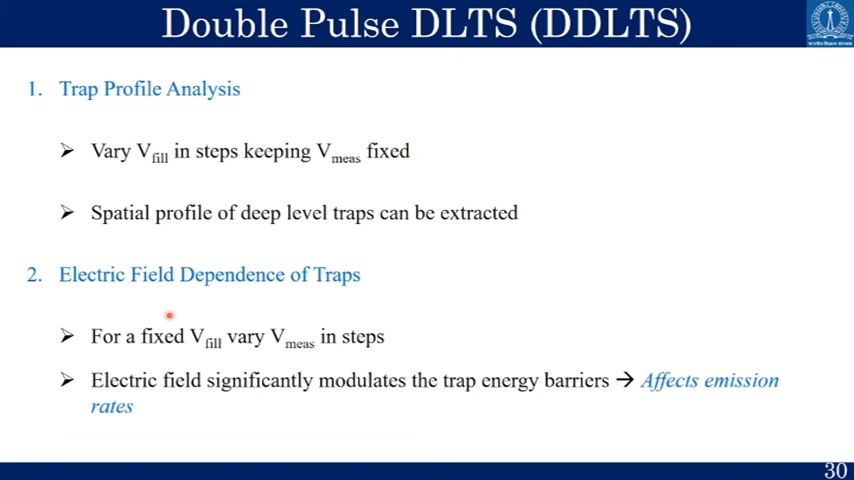 Double Pulse DLTS (DDLTS)
1. Trap Profile Analysis
➢ Vary Vfill in steps keeping Vmeas fixed
➢ Spatial profile of deep level traps can be extracted
2. Electric Field Dependence of Traps
➢ For a fixed Vfill vary Vmeas in steps
➢ Electric field significantly modulates the trap energy barriers → Affects emission
rates
30